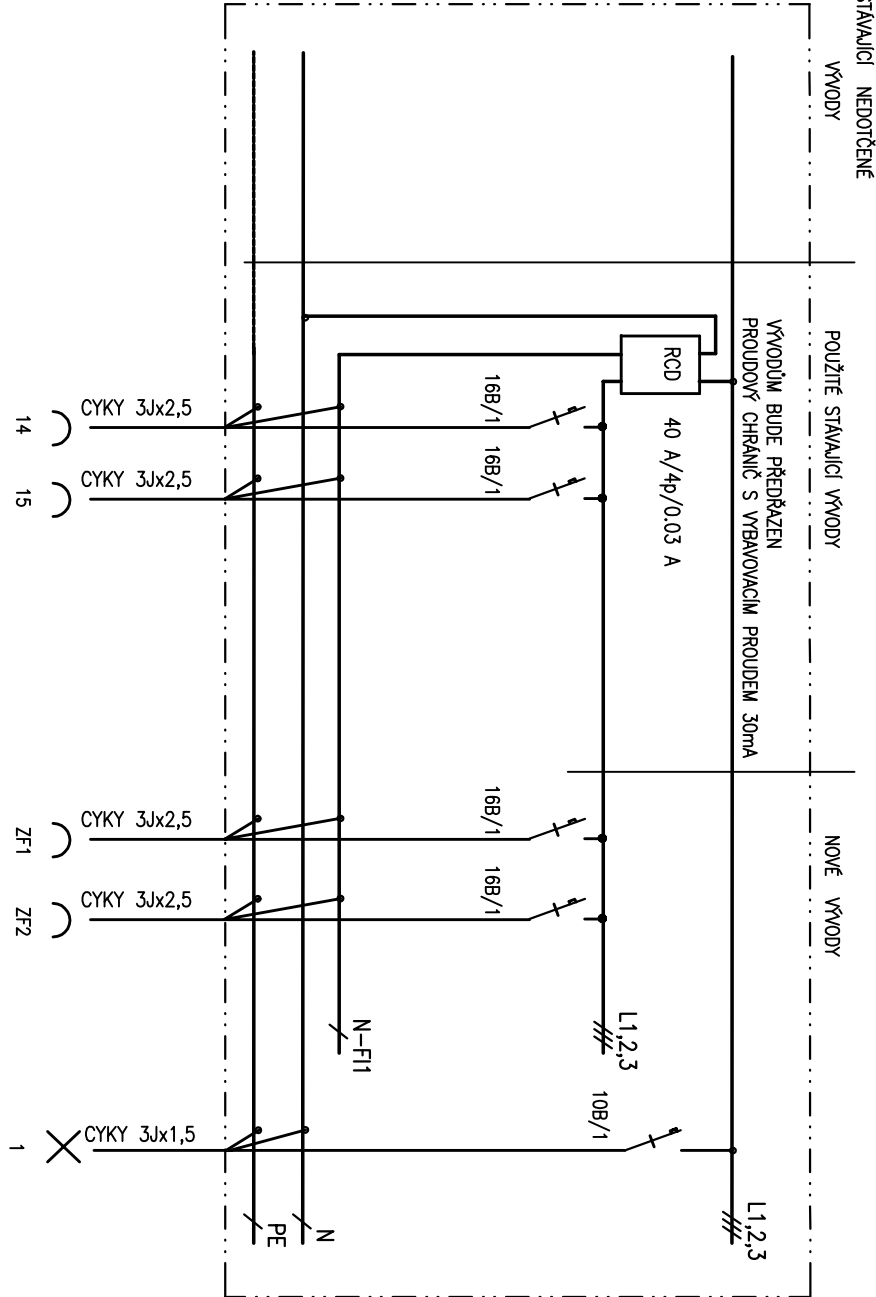 STÁVAJÍCÍ NEDOTČENÉ
VÝVODY
POUŽITÉ STÁVAJÍCÍ VÝVODY
NOVÉ VÝVODY
VÝVODŮM BUDE PŘEDŘAZEN
PROUDOVÝ CHRÁNIČ S VYBAVOVACÍM PROUDEM 30mA
RCD
40 A/4p/0.03 A
L1,2,3
L1,2,3
N-FI1
N
PE
16B/1
16B/1
16B/1
16B/1
10B/1
CYKY 3Jx2,5
CYKY 3Jx2,5
CYKY 3Jx2,5
CYKY 3Jx2,5
CYKY 3Jx1,5
14
15
ZF1
ZF2
1